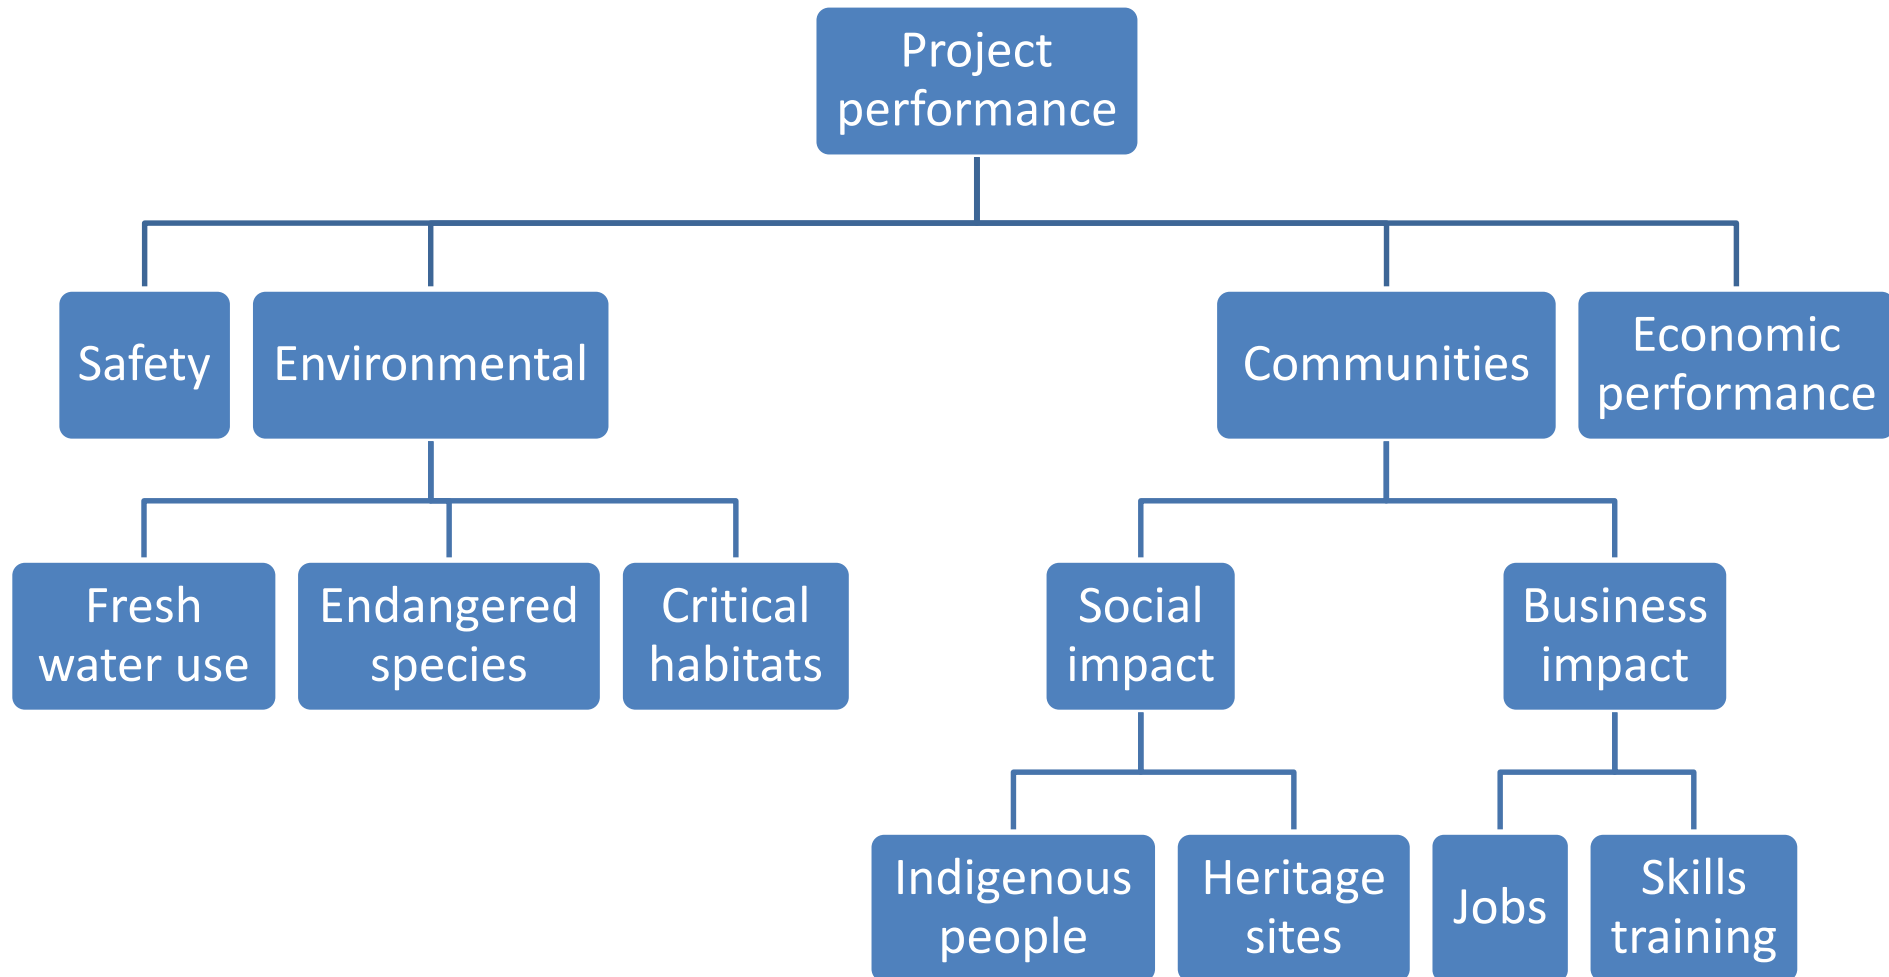 Project
performance
Safety
Environmental
Communities
Economic
performance
Fresh
water use
Endangered
species
Critical
habitats
Social
impact
Business
impact
Indigenous
people
Heritage
sites
Jobs
Skills
training